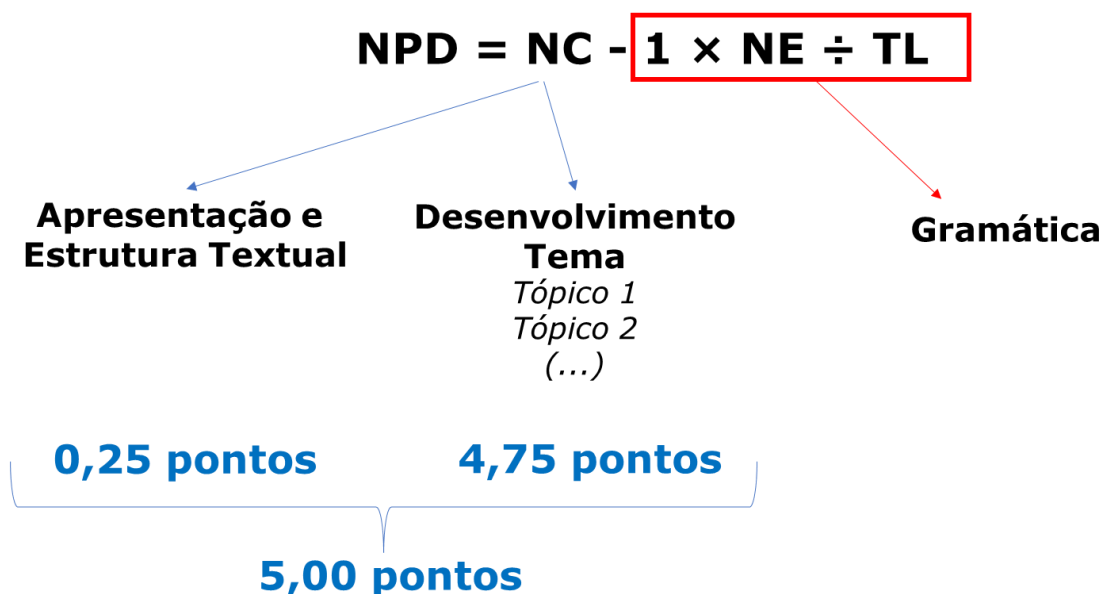 NPD = NC - 1 × NE ÷ TL
Apresentação e
Estrutura Textual
Desenvolvimento
Tema
Tópico 1
Tópico 2
(...)
Gramática
0,25 pontos
4,75 pontos
5,00 pontos